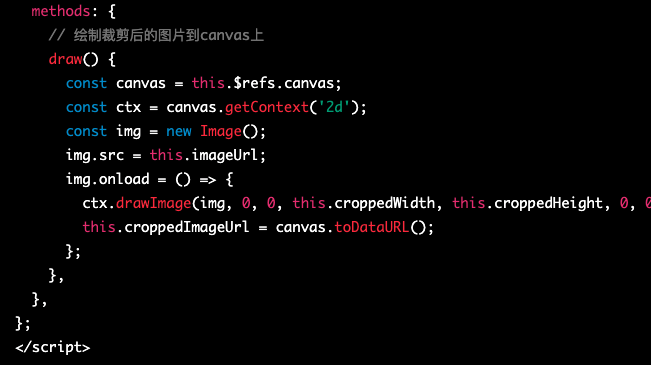 methods: {
// 绘制裁剪后的图片到canvas上
draw() {
const canvas = this.$refs.canvas;
const ctx = canvas.getContext('2d');
const img = new Image();
img.src = this.imageUrl;
img.onload = () => {
ctx.drawImage(img, 0, 0, this.croppedWidth, this.croppedHeight, 0, 0
this.croppedImageUrl = canvas.toDataURL();
};
},
},
};
</script>